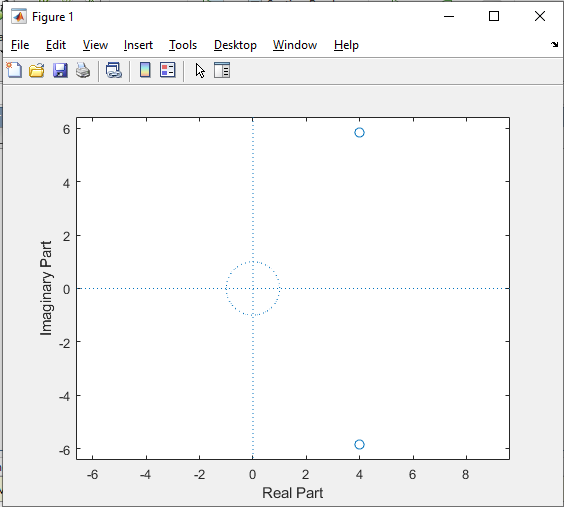 Figure 1
File Edit View Insert Tools Desktop Window Help
6
4
2
0
-2
-4
-6
Imaginary Part
-6 -4 -2 0 2 4 6 8
Real Part